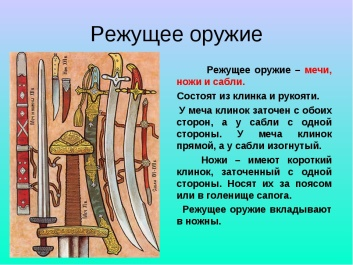 Режущее оружие
Режущее оружие – мечи,
ножи и сабли.
Состоят из клинка и рукояти.
У меча клинок заточен с обоих
сторон, а у сабли с одной
стороны. У меча клинок
прямой, а у сабли изогнутый.
Ножи – имеют короткий
клинок, заточенный с одной
стороны. Носят их за поясом
или в голенище сапога.
Режущее оружие вкладывают
в ножны.